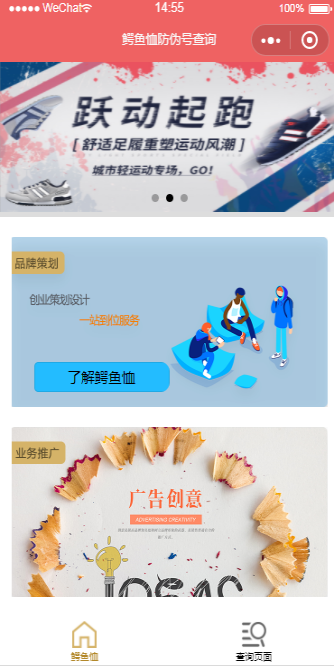 WeChat
14:55
100%
鳄鱼恤防伪号查询
跃动起跑
[ 舒适足履重塑运动风潮 ]
城市轻运动专场，GO!
品牌策划
创业策划设计
一站到位服务
了解鳄鱼恤
业务推广
广告创意
ADVERTISING CREATIVITY
IDEAS
鳄鱼恤
查询页面